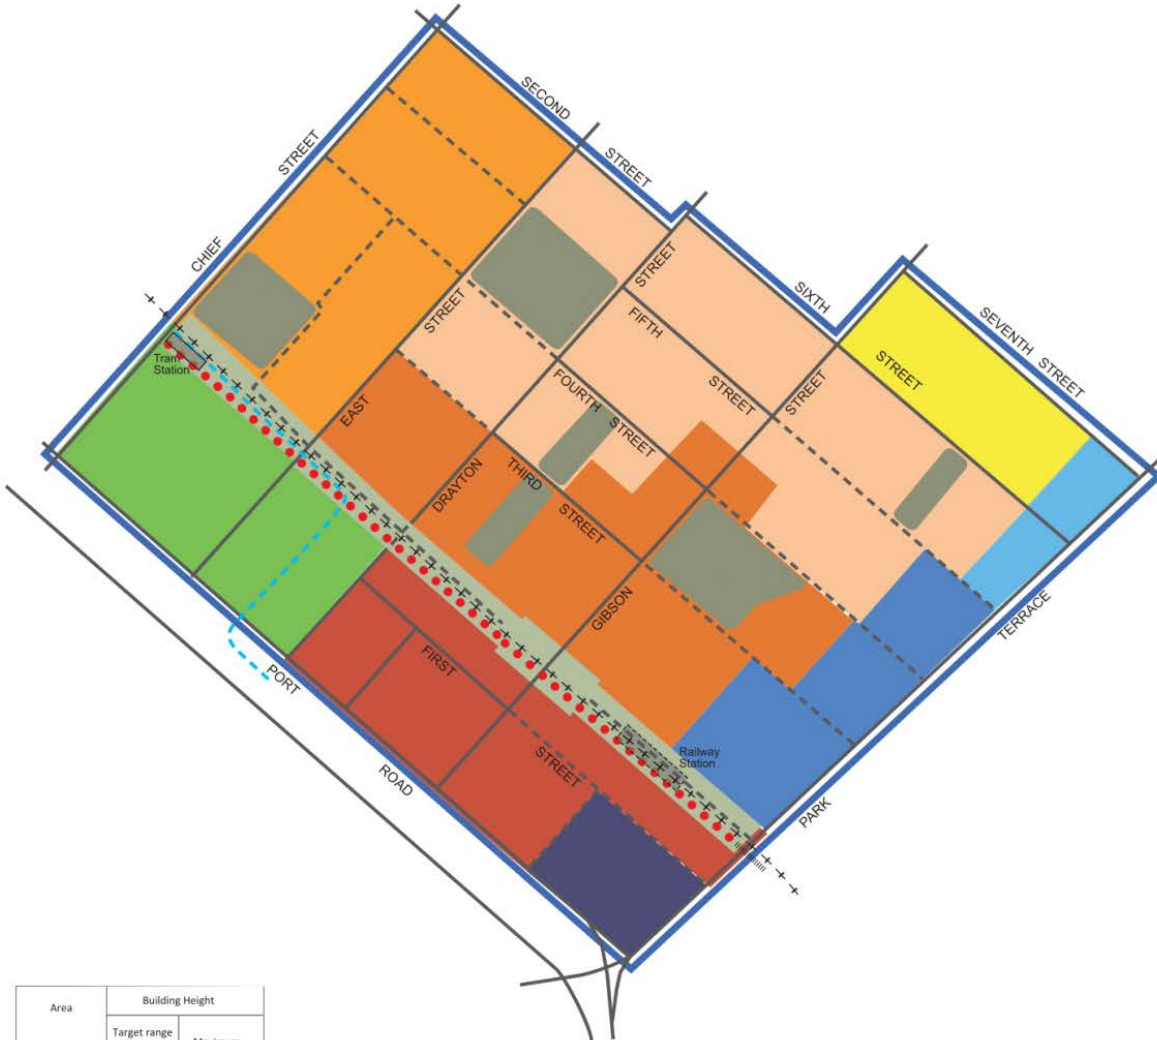 SECOND
STREET
STREET
CHIEF
STREET
SIXTH
SEVENTH STREET
FIFTH
STREET
STREET
STREET
STREET
Tram
Station
EAST
FOURTH
STREET
DRAYTON
THIRD
STREET
GIBSON
TERRACE
FIRST
PORT
STREET
Railway
Station
ROAD
PARK
Area
Building Height
Target range